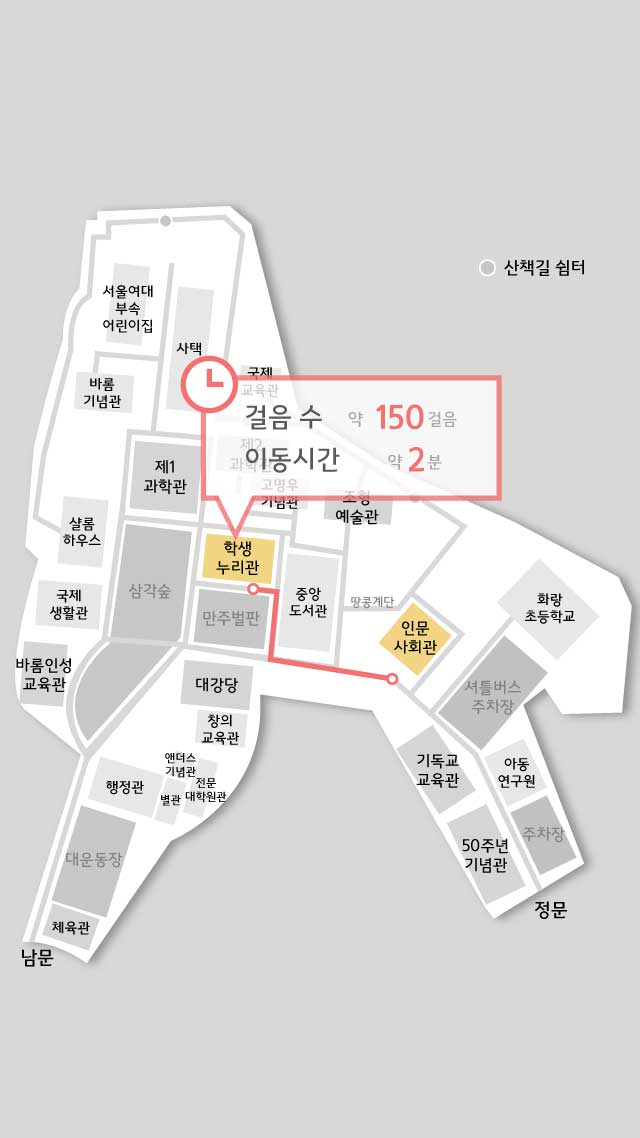 산책길 쉼터
서울여대
부속
어린이집
사택
국제
교육관
바롬
기념관
걸음 수 약 150 걸음
이동시간 약 2 분
제1
과학관
제2
과학관
고명우
기념관
조형
예술관
샬롬
하우스
학생
누리관
삼각숲
국제
생활관
만주벌판
중앙
도서관
땅콩계단
인문
사회관
화랑
초등학교
바롬인성
교육관
대강당
셔틀버스
주차장
창의
교육관
앤더스
기념관
행정관
별관
전문
대학원관
기독교
교육관
아동
연구원
대운동장
50주년
기념관
주차장
체육관
정문
남문